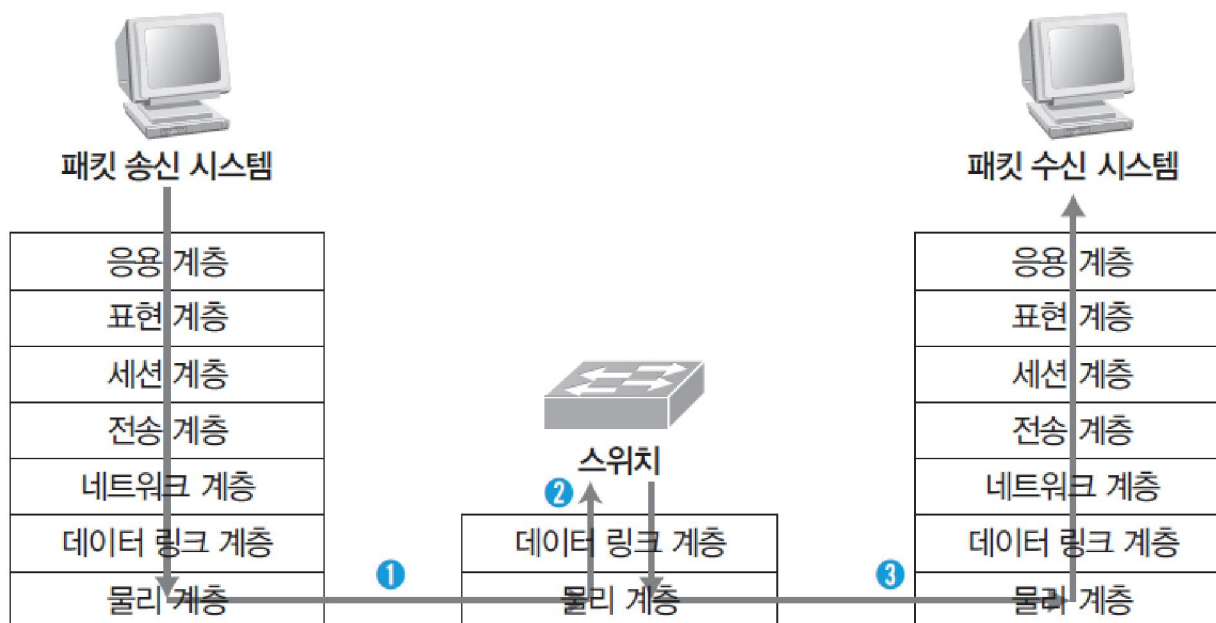 패킷 송신 시스템
응용 계층
표현 계층
세션 계층
전송 계층
네트워크 계층
데이터 링크 계층
물리 계층
1
스위치
2
데이터 링크 계층
물리 계층
3
패킷 수신 시스템
응용 계층
표현 계층
세션 계층
전송 계층
네트워크 계층
데이터 링크 계층
물리 계층